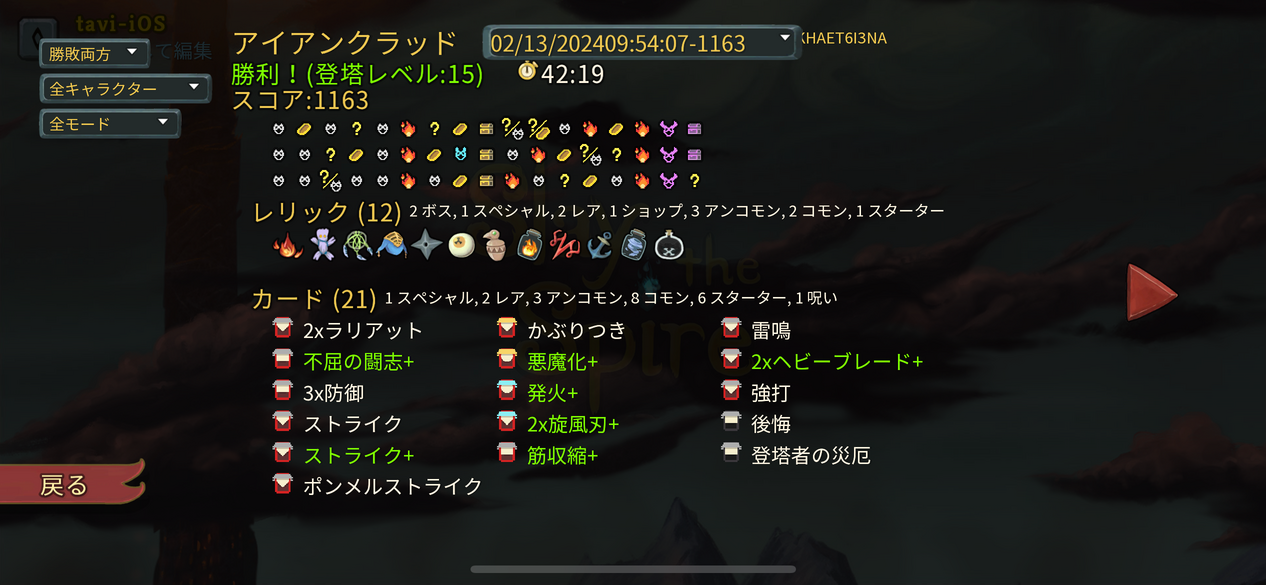 tavi-iOS
て編集
勝敗両方
全キャラクター
全モード
アイアンクラッド
02/13/202409:54:07-1163
KHAET6I3NA
勝利！(登塔レベル:15)
42:19
スコア:1163
レリック (12) 2 ボス, 1 スペシャル, 2 レア, 1 ショップ, 3 アンコモン, 2 コモン, 1 スターター
カード (21) 1 スペシャル, 2 レア, 3 アンコモン, 8 コモン, 6 スターター, 1 呪い
2xラリアット かぶりつき 雷鳴
不屈の闘志+ 悪魔化+ 2xヘビーブレード+
3x防御 発火+ 強打
ストライク 2x旋風刃+ 後悔
ストライク+ 筋収縮+ 登塔者の災厄
ポンメルストライク
戻る
Slay
the
Spire